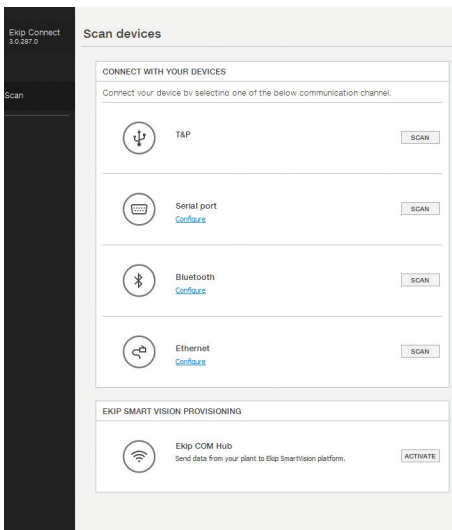 Ekip Connect
3.0.287.0
Scan
Scan devices
CONNECT WITH YOUR DEVICES
Connect your device by selecting one of the below communication channel.
T&P
SCAN
Serial port
Configure
SCAN
Bluetooth
Configure
SCAN
Ethernet
Configure
SCAN
EKIP SMART VISION PROVISIONING
Ekip COM Hub
Send data from your plant to Ekip SmartVision platform.
ACTIVATE